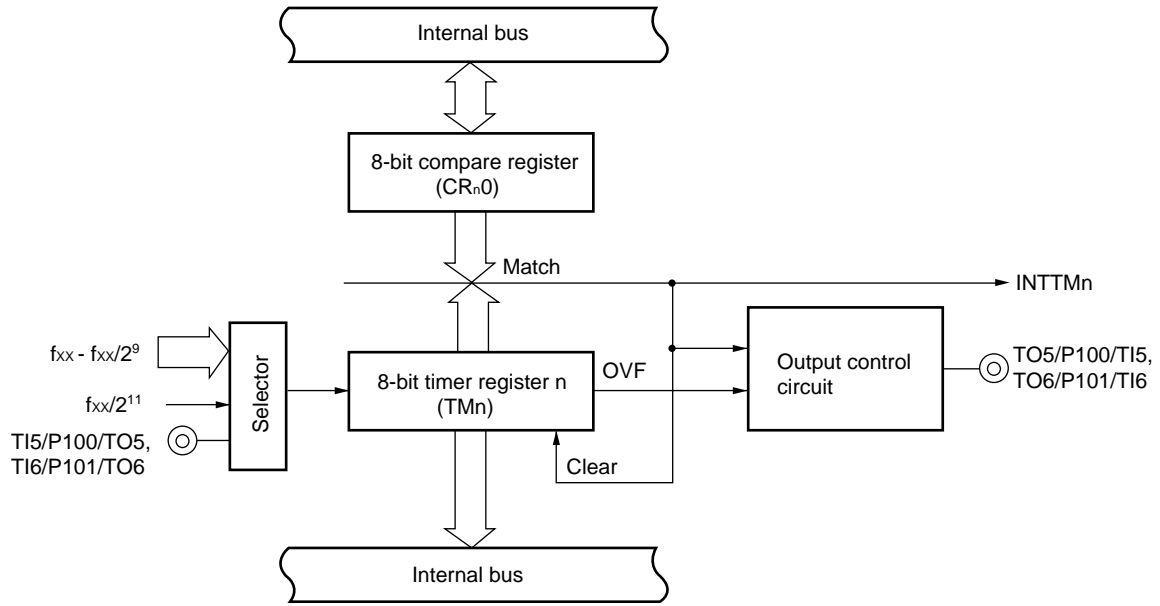 Internal bus
8-bit compare register
(CRn0)
Match
INTTMn
fXX - fXX/2⁹
fXX/2¹¹
TI5/P100/TO5,
TI6/P101/TO6
Selector
8-bit timer register n
(TMn)
OVF
Clear
Output control
circuit
TO5/P100/TI5,
TO6/P101/TI6
Internal bus